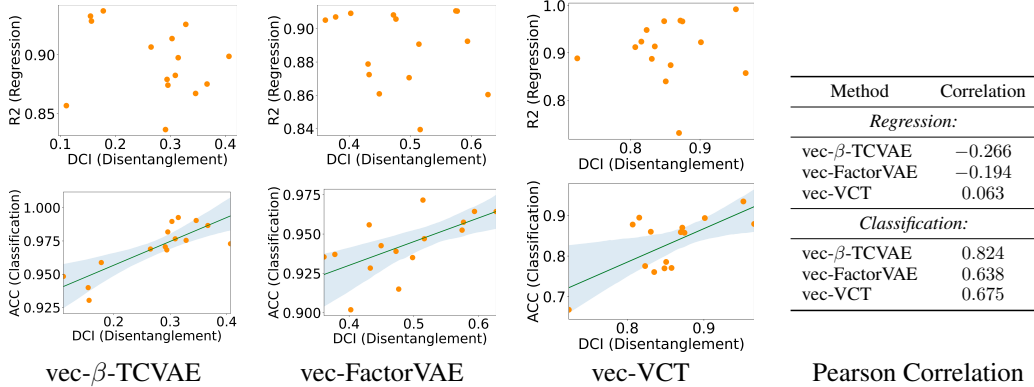 R2 (Regression)
0.90
0.85
0.1 0.2 0.3 0.4
DCI (Disentanglement)
R2 (Regression)
0.90
0.88
0.86
0.84
0.4 0.5 0.6
DCI (Disentanglement)
R2 (Regression)
1.0
0.9
0.8
0.8 0.9
DCI (Disentanglement)
ACC (Classification)
1.000
0.975
0.950
0.925
0.2 0.3 0.4
DCI (Disentanglement)
ACC (Classification)
0.975
0.950
0.925
0.900
0.4 0.5 0.6
DCI (Disentanglement)
ACC (Classification)
0.9
0.8
0.7
0.8 0.9
DCI (Disentanglement)
vec-β-TCVAE
vec-FactorVAE
vec-VCT
Method Correlation
Regression:
vec-β-TCVAE −0.266
vec-FactorVAE −0.194
vec-VCT 0.063
Classification:
vec-β-TCVAE 0.824
vec-FactorVAE 0.638
vec-VCT 0.675
Pearson Correlation